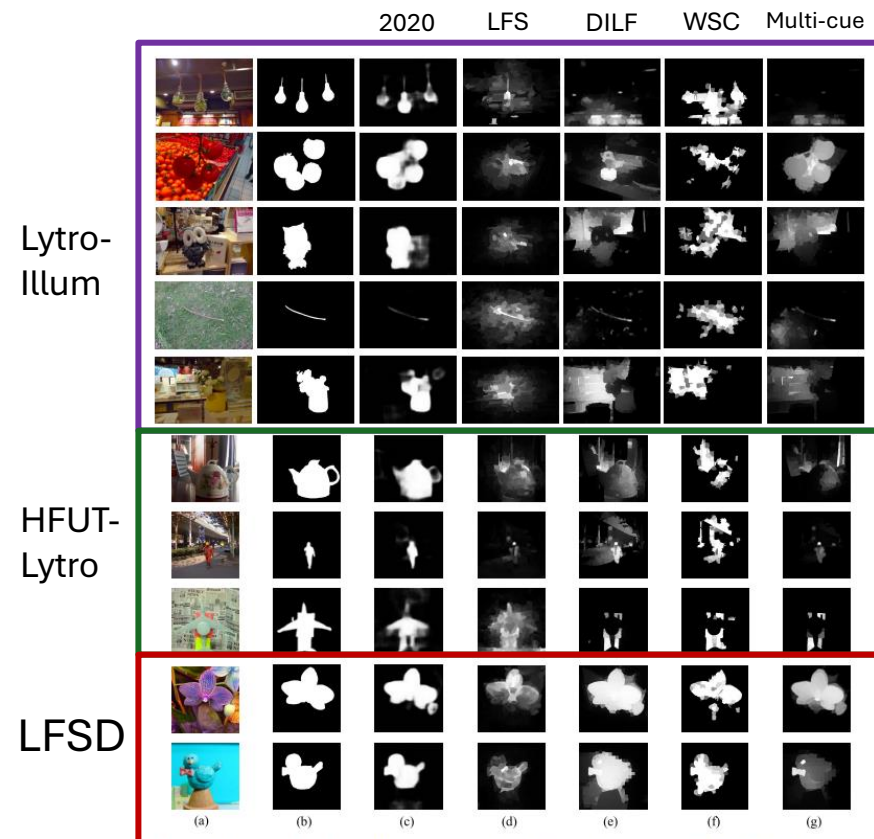 2020 LFS DILF WSC Multi-cue
Lytro-
Illum
HFUT-
Lytro
LFSD
(a) (b) (c) (d) (e) (f) (g)